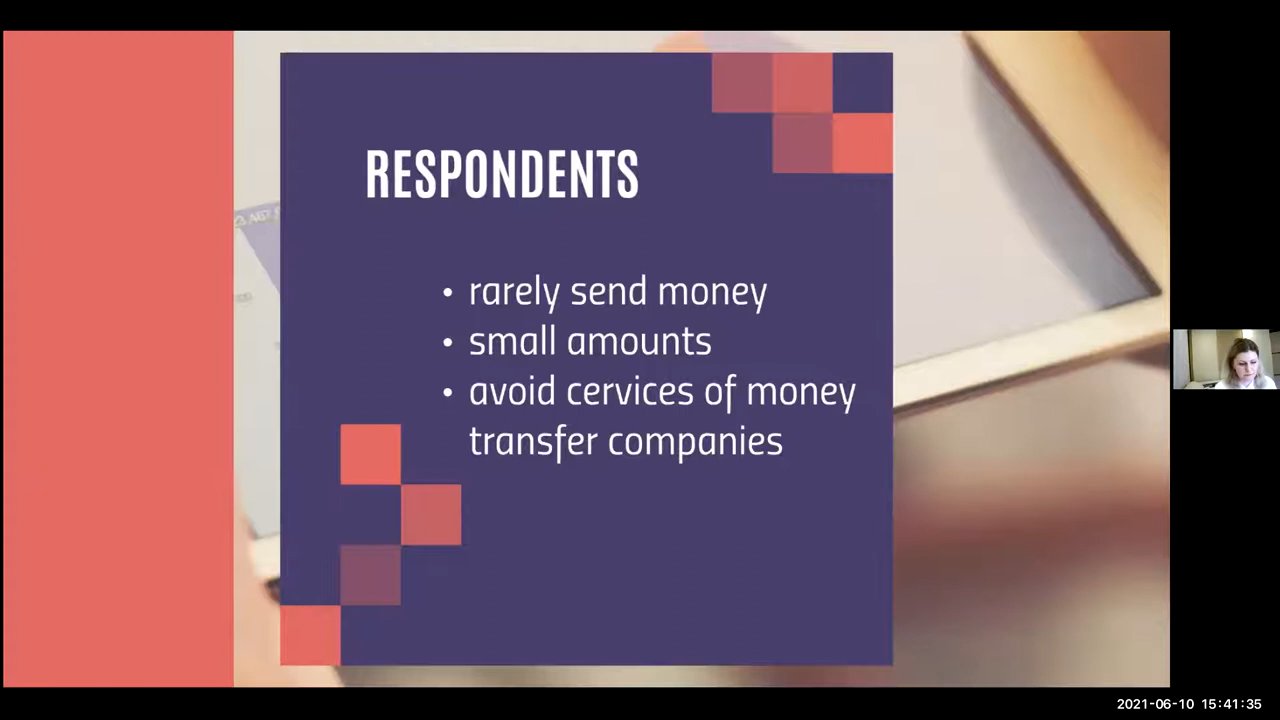 RESPONDENTS
• rarely send money
• small amounts
• avoid cervices of money
transfer companies
2021-06-10 15:41:35